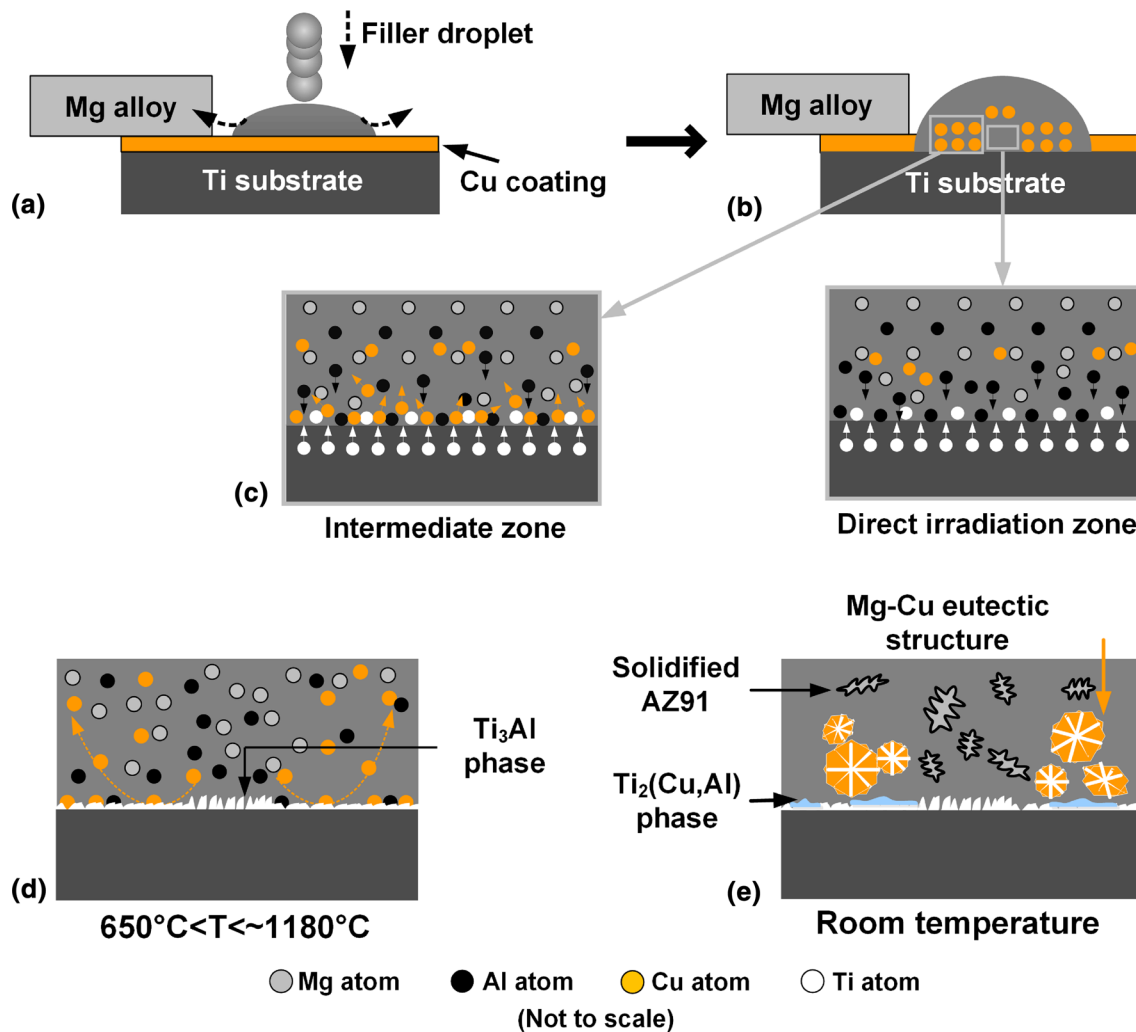 Filler droplet
Mg alloy
Ti substrate
Cu coating
(a)
Mg alloy
Ti substrate
(b)
(c)
Intermediate zone
Direct irradiation zone
Ti₃Al
phase
(d)
650°C<T<~1180°C
Mg-Cu eutectic
structure
Solidified
AZ91
Ti₂(Cu,Al)
phase
(e)
Room temperature
Mg atom
Al atom
Cu atom
Ti atom
(Not to scale)